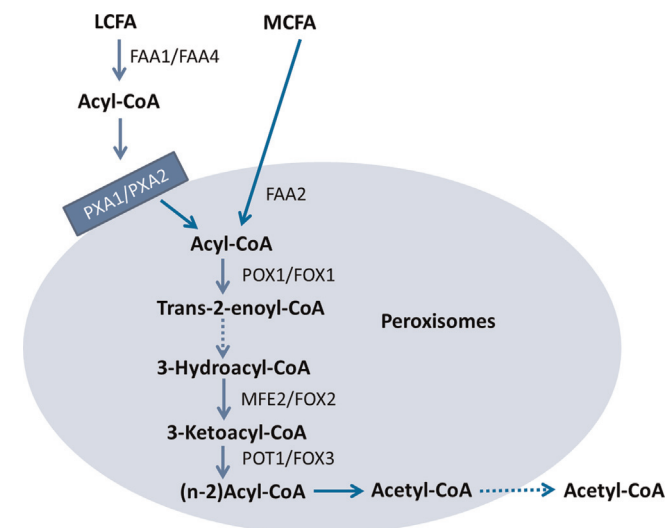 LCFA
MCFA
FAA1/FAA4
Acyl-CoA
PXA1/PXA2
FAA2
Acyl-CoA
POX1/FOX1
Trans-2-enoyl-CoA
Peroxisomes
3-Hydroacyl-CoA
MFE2/FOX2
3-Ketoacyl-CoA
POT1/FOX3
(n-2)Acyl-CoA
Acetyl-CoA
Acetyl-CoA